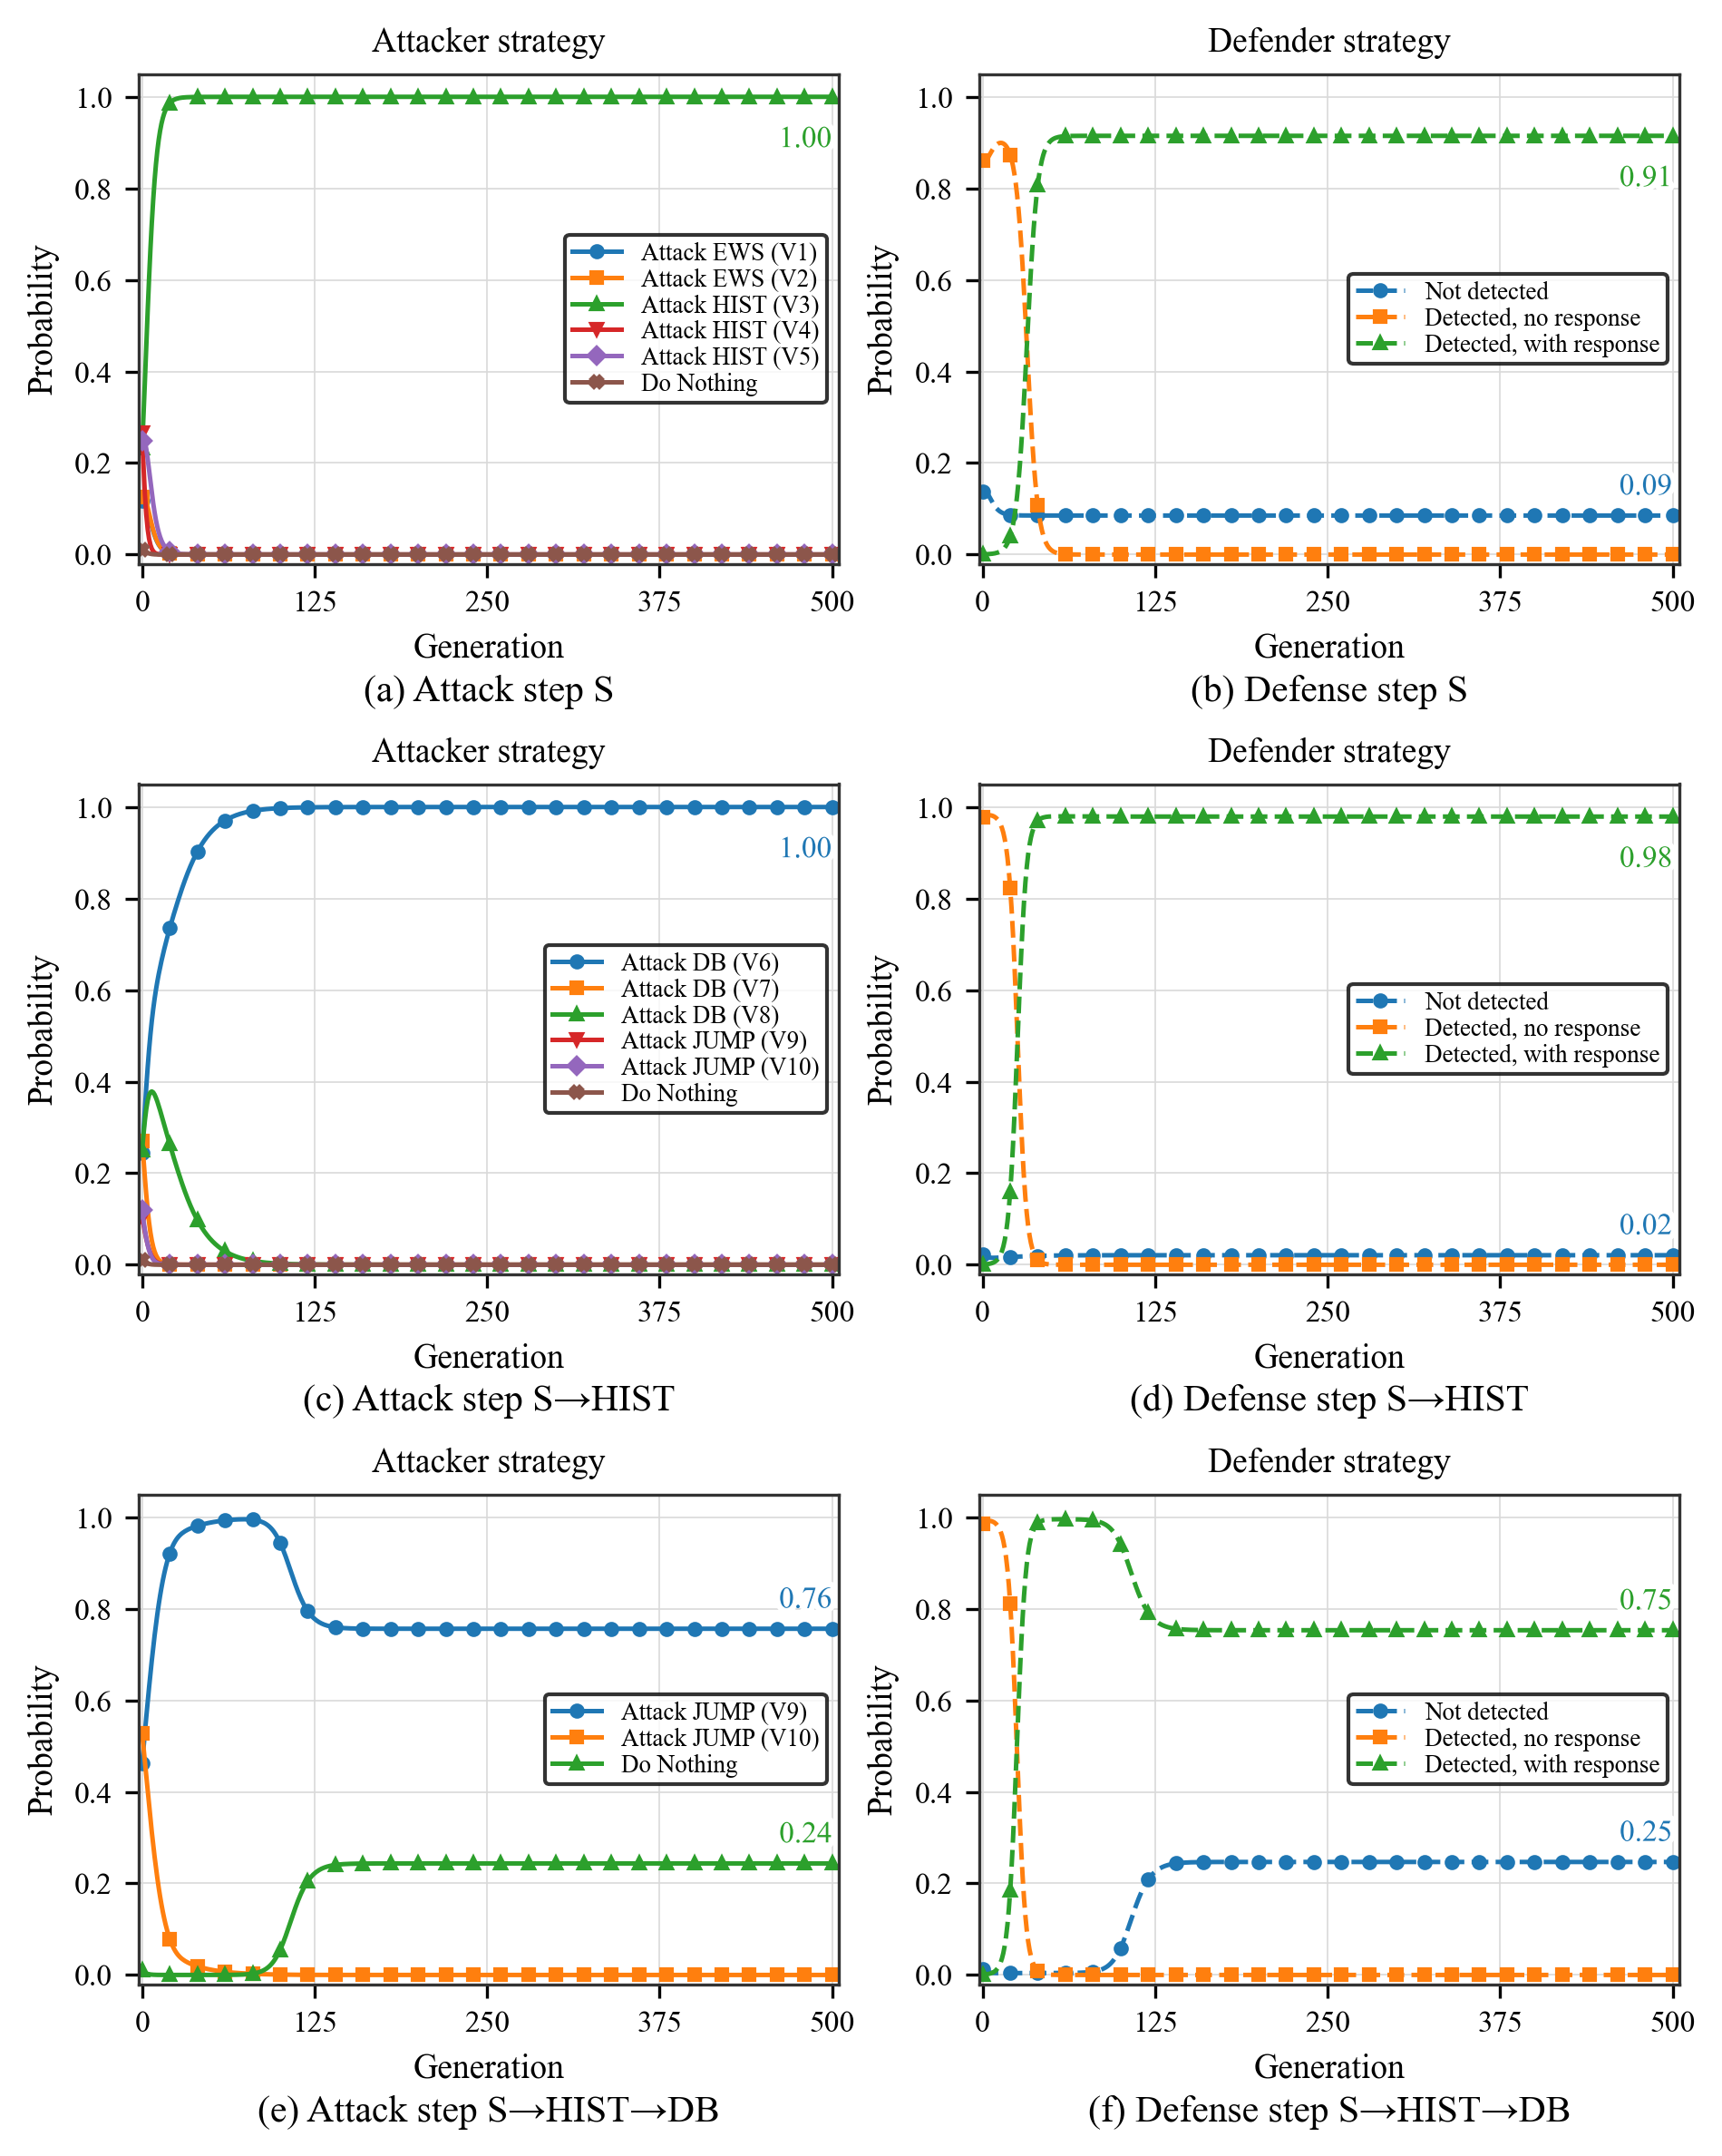 Attacker strategy
1.0
0.8
0.6
0.4
0.2
0.0
Probability
1.00
Attack EWS (V1)
Attack EWS (V2)
Attack HIST (V3)
Attack HIST (V4)
Attack HIST (V5)
Do Nothing
0 125 250 375 500
Generation
(a) Attack step S
Defender strategy
1.0
0.8
0.6
0.4
0.2
0.0
Probability
0.91
Not detected
Detected, no response
Detected, with response
0.09
0 125 250 375 500
Generation
(b) Defense step S
Attacker strategy
1.0
0.8
0.6
0.4
0.2
0.0
Probability
1.00
Attack DB (V6)
Attack DB (V7)
Attack DB (V8)
Attack JUMP (V9)
Attack JUMP (V10)
Do Nothing
0 125 250 375 500
Generation
(c) Attack step S→HIST
Defender strategy
1.0
0.8
0.6
0.4
0.2
0.0
Probability
0.98
Not detected
Detected, no response
Detected, with response
0.02
0 125 250 375 500
Generation
(d) Defense step S→HIST
Attacker strategy
1.0
0.8
0.6
0.4
0.2
0.0
Probability
0.76
Attack JUMP (V9)
Attack JUMP (V10)
Do Nothing
0.24
0 125 250 375 500
Generation
(e) Attack step S→HIST→DB
Defender strategy
1.0
0.8
0.6
0.4
0.2
0.0
Probability
0.75
Not detected
Detected, no response
Detected, with response
0.25
0 125 250 375 500
Generation
(f) Defense step S→HIST→DB